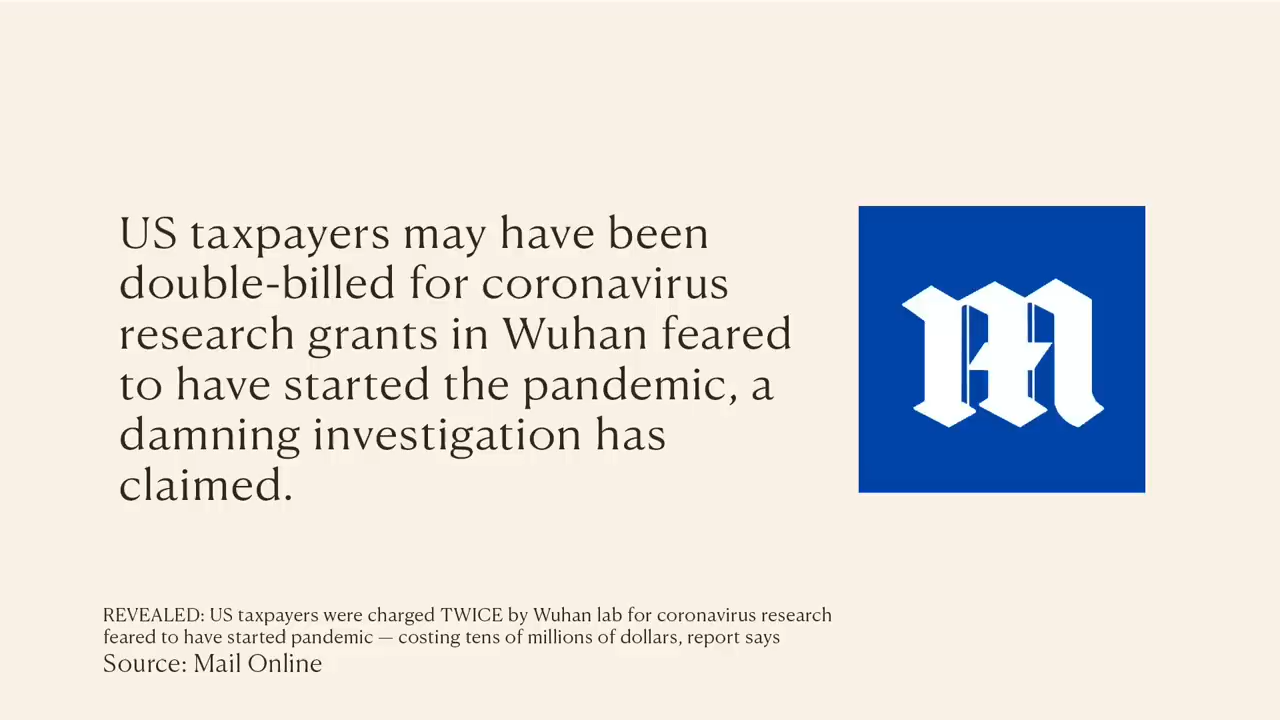 US taxpayers may have been
double-billed for coronavirus
research grants in Wuhan feared
to have started the pandemic, a
damning investigation has
claimed.
m
REVEALED: US taxpayers were charged TWICE by Wuhan lab for coronavirus research
feared to have started pandemic — costing tens of millions of dollars, report says
Source: Mail Online